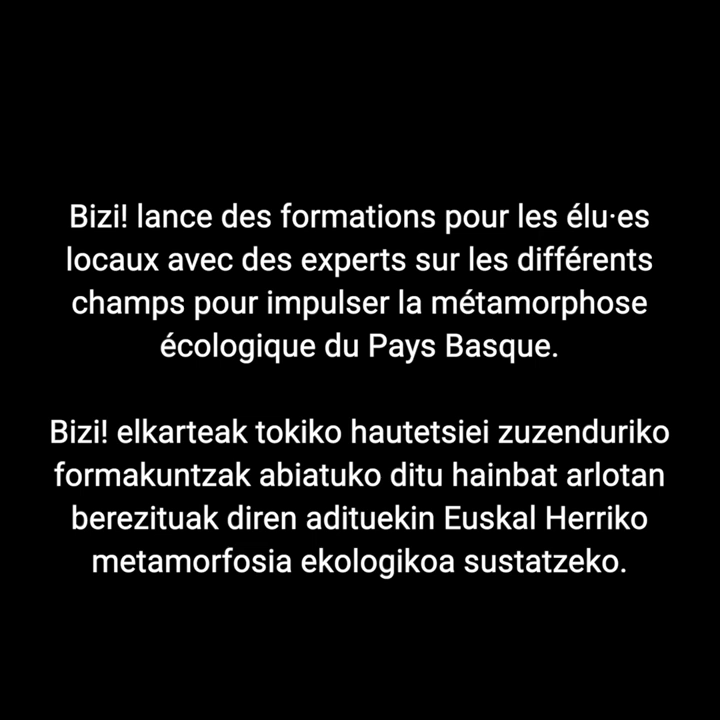 Bizi! lance des formations pour les élu·es
locaux avec des experts sur les différents
champs pour impulser la métamorphose
écologique du Pays Basque.
Bizi! elkarteak tokiko hautetsiei zuzenduriko
formakuntzak abiatuko ditu hainbat arlotan
berezituak diren adituekin Euskal Herriko
metamorfosia ekologikoa sustatzeko.